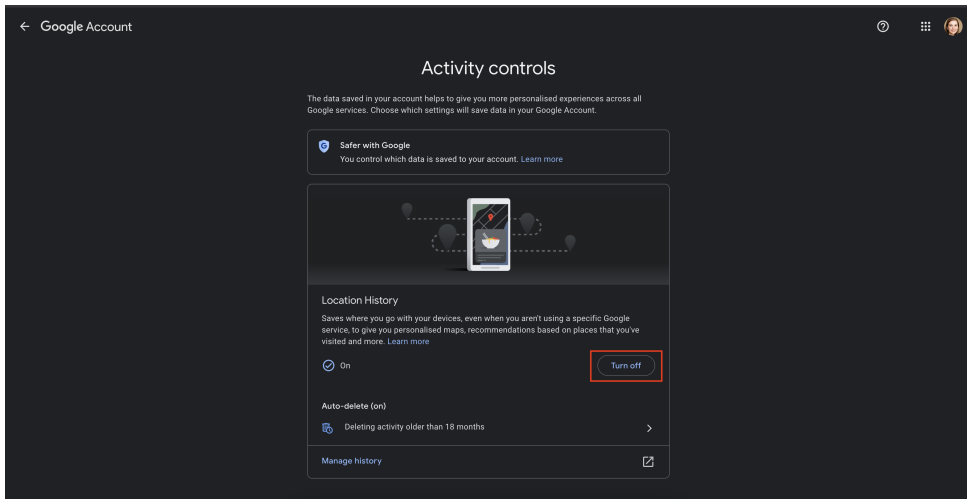 Google Account
Activity controls
The data saved in your account helps to give you more personalised experiences across all
Google services. Choose which settings will save data in your Google Account.
Safer with Google
You control which data is saved to your account. Learn more
Location History
Saves where you go with your devices, even when you aren't using a specific Google
service, to give you personalised maps, recommendations based on places that you've
visited and more. Learn more
On
Turn off
Auto-delete (on)
Deleting activity older than 18 months
Manage history